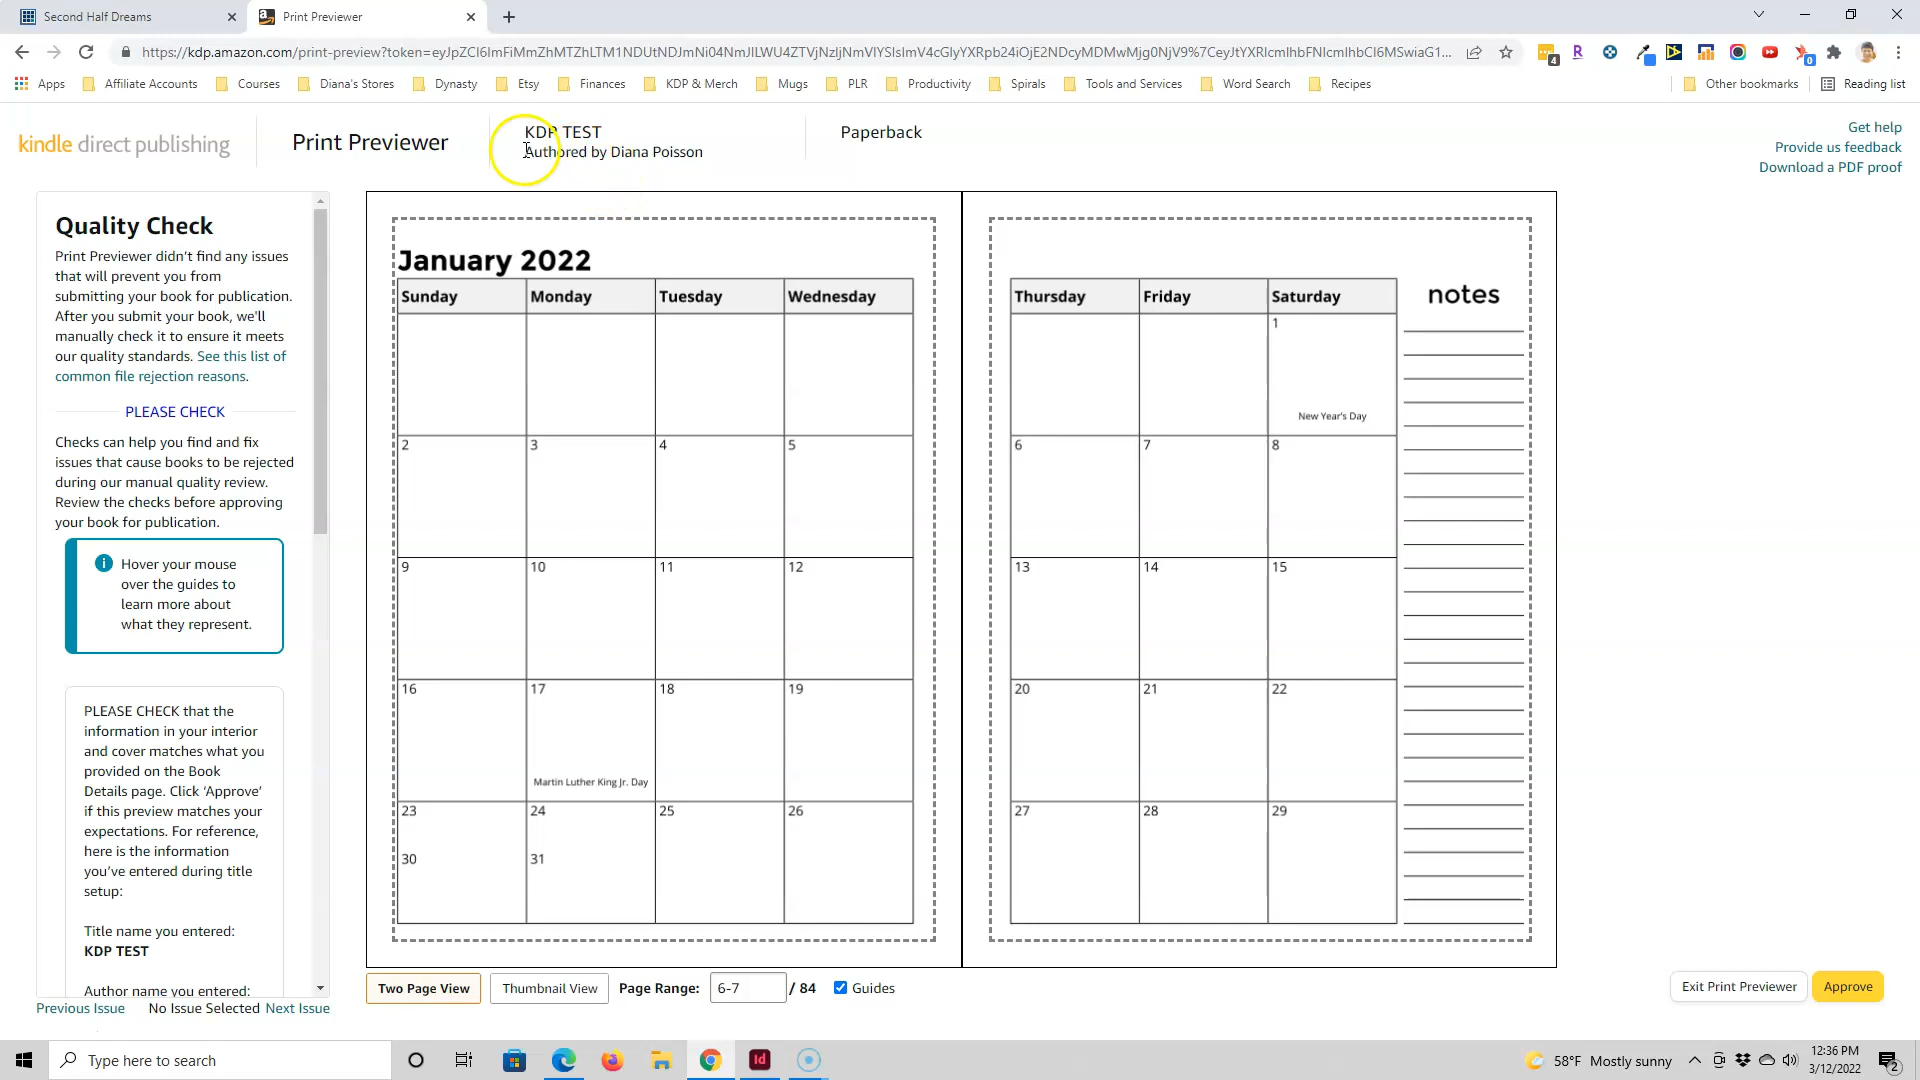 Second Half Dreams
Print Previewer
https://kdp.amazon.com/print-preview?token=
Apps
Affiliate Accounts
Courses
Diana's Stores
Dynasty
Etsy
Finances
KDP & Merch
Mugs
PLR
Productivity
Spirals
Tools and Services
Word Search
Recipes
Other bookmarks
Reading list
kindle direct publishing
Print Previewer
KDP TEST
Authored by Diana Poisson
Paperback
Get help
Provide us feedback
Download a PDF proof
Quality Check
Print Previewer didn't find any issues
that will prevent you from
submitting your book for publication.
After you submit your book, we'll
manually check it to ensure it meets
our quality standards. See this list of
common file rejection reasons.
PLEASE CHECK
Checks can help you find and fix
issues that cause books to be rejected
during our manual quality review.
Review the checks before approving
your book for publication.
Hover your mouse
over the guides to
learn more about
what they represent.
PLEASE CHECK that the
information in your interior
and cover matches what you
provided on the Book
Details page. Click 'Approve'
if this preview matches your
expectations. For reference,
here is the information
you've entered during title
setup:
Title name you entered:
KDP TEST
Author name you entered:
Previous Issue
No Issue Selected
Next Issue
January 2022
Sunday Monday Tuesday Wednesday
2 3 4 5
9 10 11 12
16 17 18 19
Martin Luther King Jr. Day
23 24 25 26
30 31
Thursday Friday Saturday
notes
1
New Year's Day
6 7 8
13 14 15
20 21 22
27 28 29
Two Page View
Thumbnail View
Page Range: 6-7 / 84
Guides
Exit Print Previewer
Approve
Type here to search
58°F Mostly sunny
12:36 PM
3/12/2022